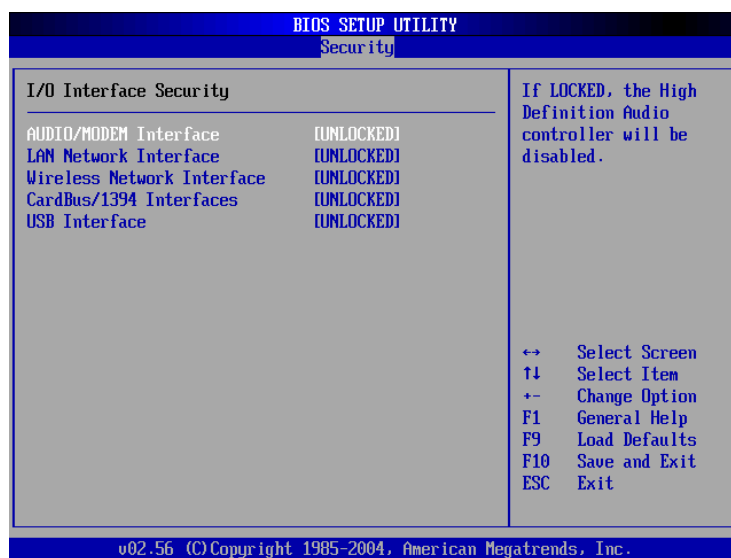 BIOS SETUP UTILITY
Security
I/O Interface Security
AUDIO/MODEM Interface [UNLOCKED]
LAN Network Interface [UNLOCKED]
Wireless Network Interface [UNLOCKED]
CardBus/1394 Interfaces [UNLOCKED]
USB Interface [UNLOCKED]
If LOCKED, the High
Definition Audio
controller will be
disabled.
↔ Select Screen
↑↓ Select Item
+- Change Option
F1 General Help
F9 Load Defaults
F10 Save and Exit
ESC Exit
v02.56 (C)Copyright 1985-2004, American Megatrends, Inc.